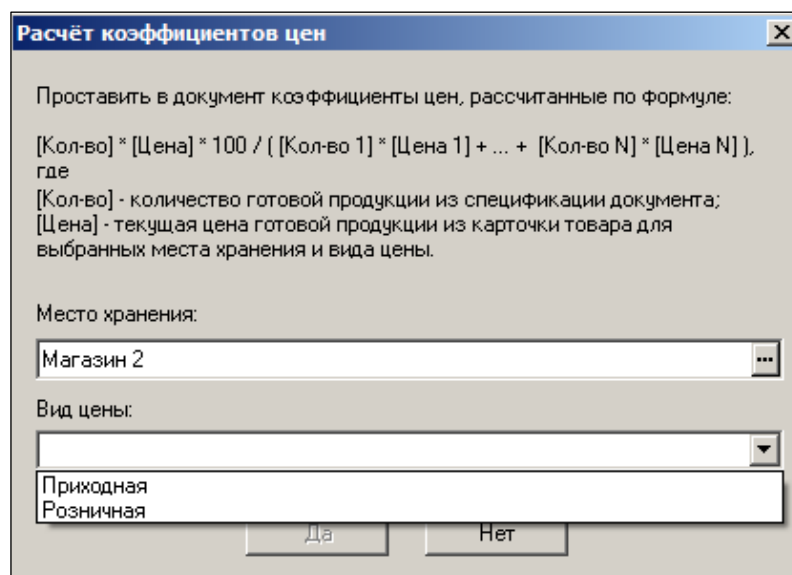 Расчёт коэффициентов цен
Проставить в документ коэффициенты цен, рассчитанные по формуле:
[Кол-во] * [Цена] * 100 / ( [Кол-во 1] * [Цена 1] + ... + [Кол-во N] * [Цена N] ),
где
[Кол-во] - количество готовой продукции из спецификации документа;
[Цена] - текущая цена готовой продукции из карточки товара для
выбранных места хранения и вида цены.
Место хранения:
Магазин 2
Вид цены:
Приходная
Розничная
Да Нет